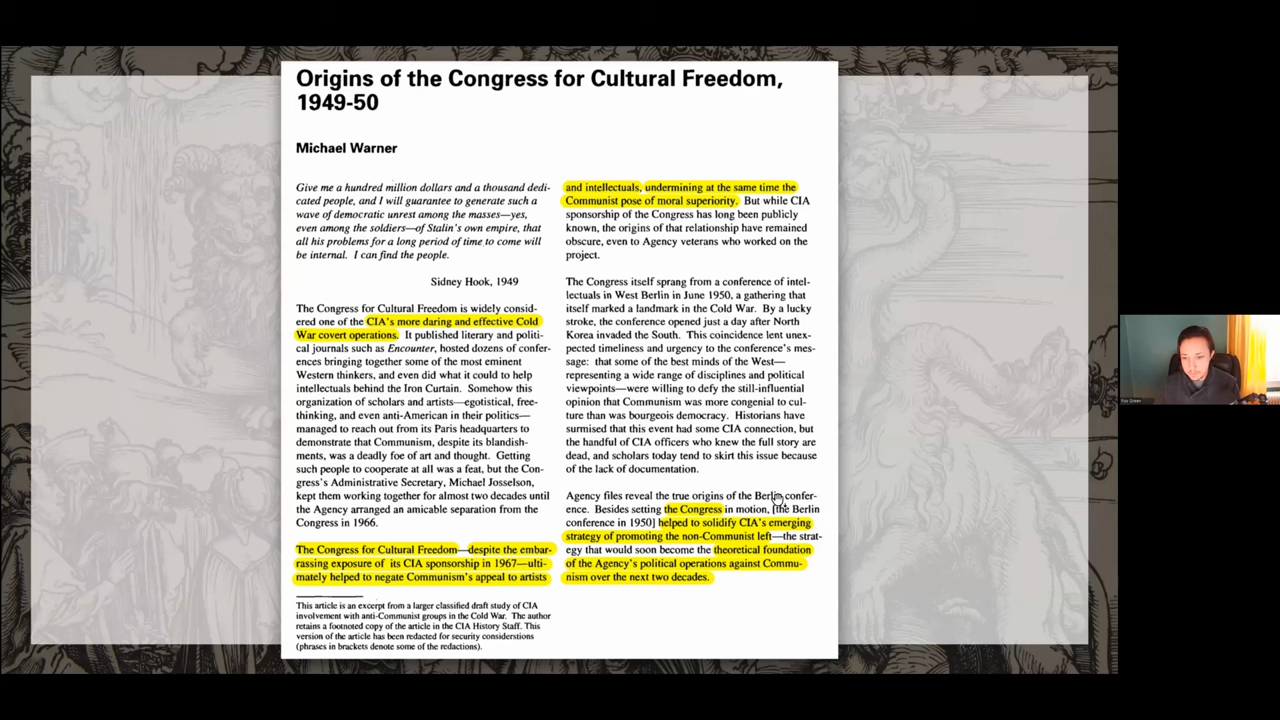 Origins of the Congress for Cultural Freedom,
1949-50
Michael Warner
Give me a hundred million dollars and a thousand dedi-
cated people, and I will guarantee to generate such a
wave of democratic unrest among the masses—yes,
even among the soldiers—of Stalin's own empire, that
all his problems for a long period of time to come will
be internal. I can find the people.
Sidney Hook, 1949
The Congress for Cultural Freedom is widely consid-
ered one of the CIA's more daring and effective Cold
War covert operations. It published literary and politi-
cal journals such as Encounter, hosted dozens of confer-
ences bringing together some of the most eminent
Western thinkers, and even did what it could to help
intellectuals behind the Iron Curtain. Somehow this
organization of scholars and artists—egotistical, free-
thinking, and even anti-American in their politics—
managed to reach out from its Paris headquarters to
demonstrate that Communism, despite its blandish-
ments, was a deadly foe of art and thought. Getting
such people to cooperate at all was a feat, but the Con-
gress's Administrative Secretary, Michael Josselson,
kept them working together for almost two decades until
the Agency arranged an amicable separation from the
Congress in 1966.
The Congress for Cultural Freedom—despite the embar-
rassing exposure of its CIA sponsorship in 1967—ulti-
mately helped to negate Communism's appeal to artists
This article is an excerpt from a larger classified draft study of CIA
involvement with anti-Communist groups in the Cold War. The author
retains a footnoted copy of the article in the CIA History Staff. This
version of the article has been redacted for security considerations
(phrases in brackets denote some of the redactions).
and intellectuals, undermining at the same time the
Communist pose of moral superiority. But while CIA
sponsorship of the Congress has long been publicly
known, the origins of that relationship have remained
obscure, even to Agency veterans who worked on the
project.
The Congress itself sprang from a conference of intel-
lectuals in West Berlin in June 1950, a gathering that
itself marked a landmark in the Cold War. By a lucky
stroke, the conference opened just a day after North
Korea invaded the South. This coincidence lent unex-
pected timeliness and urgency to the conference's mes-
sage: that some of the best minds of the West—
representing a wide range of disciplines and political
viewpoints—were willing to defy the still-influential
opinion that Communism was more congenial to cul-
ture than was bourgeois democracy. Historians have
surmised that this event had some CIA connection, but
the handful of CIA officers who knew the full story are
dead, and scholars today tend to skirt this issue because
of the lack of documentation.
Agency files reveal the true origins of the Berlin confer-
ence. Besides setting the Congress in motion, [the Berlin
conference in 1950] helped to solidify CIA's emerging
strategy of promoting the non-Communist left—the strat-
egy that would soon become the theoretical foundation
of the Agency's political operations against Commu-
nism over the next two decades.